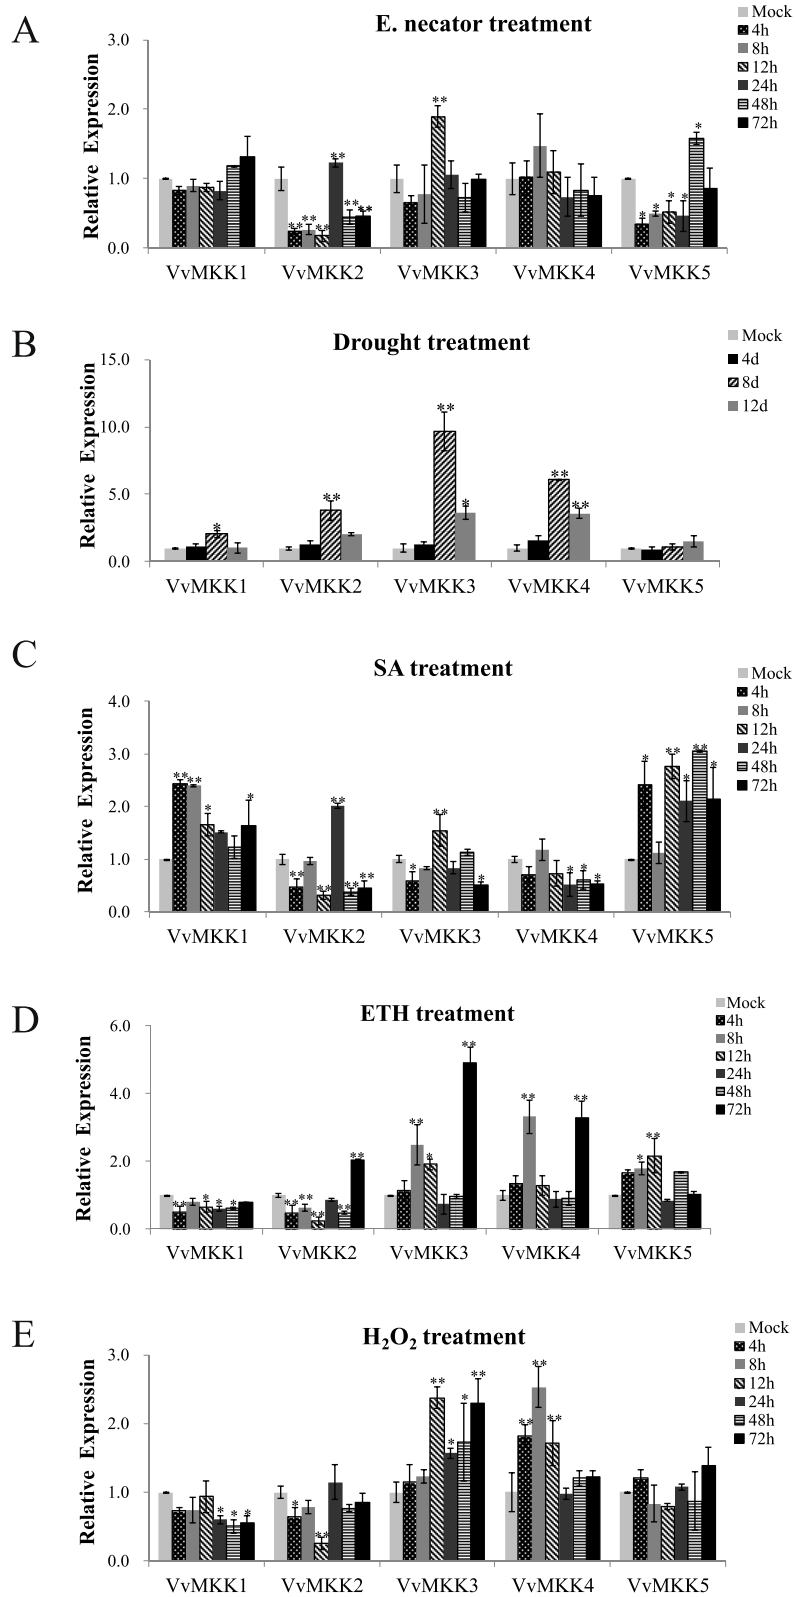 A
E. necator treatment
Mock
4h
8h
12h
24h
48h
72h
Relative Expression
3.0
2.0
1.0
0.0
** ** ** ** ** ** ** * * * * *
VvMKK1 VvMKK2 VvMKK3 VvMKK4 VvMKK5
B
Drought treatment
Mock
4d
8d
12d
Relative Expression
15.0
10.0
5.0
0.0
* ** ** * ** **
VvMKK1 VvMKK2 VvMKK3 VvMKK4 VvMKK5
C
SA treatment
Mock
4h
8h
12h
24h
48h
72h
Relative Expression
4.0
3.0
2.0
1.0
0.0
** ** * * ** ** ** ** ** * ** * * * * * ** * ** *
VvMKK1 VvMKK2 VvMKK3 VvMKK4 VvMKK5
D
ETH treatment
Mock
4h
8h
12h
24h
48h
72h
Relative Expression
6.0
4.0
2.0
0.0
** * * * ** ** ** ** ** ** * ** ** ** * **
VvMKK1 VvMKK2 VvMKK3 VvMKK4 VvMKK5
E
H₂O₂ treatment
Mock
4h
8h
12h
24h
48h
72h
Relative Expression
3.0
2.0
1.0
0.0
* * * * ** ** * * ** ** ** **
VvMKK1 VvMKK2 VvMKK3 VvMKK4 VvMKK5